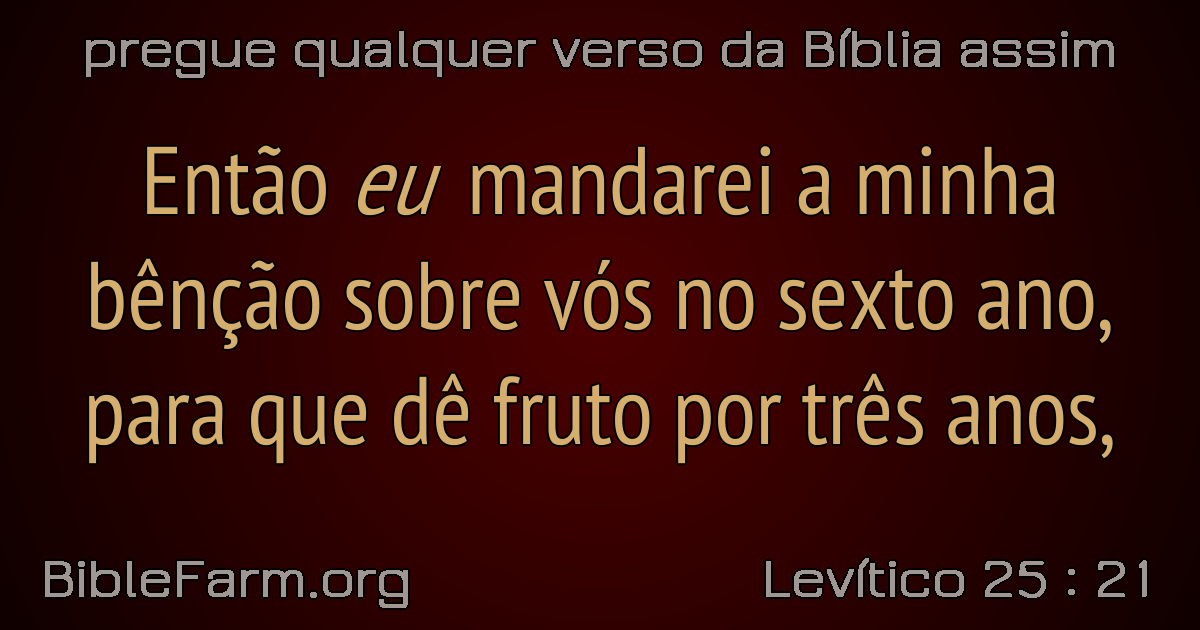 pregue qualquer verso da Bíblia assim
Então eu mandarei a minha
bênção sobre vós no sexto ano,
para que dê fruto por três anos,
BibleFarm.org
Levítico 25 : 21